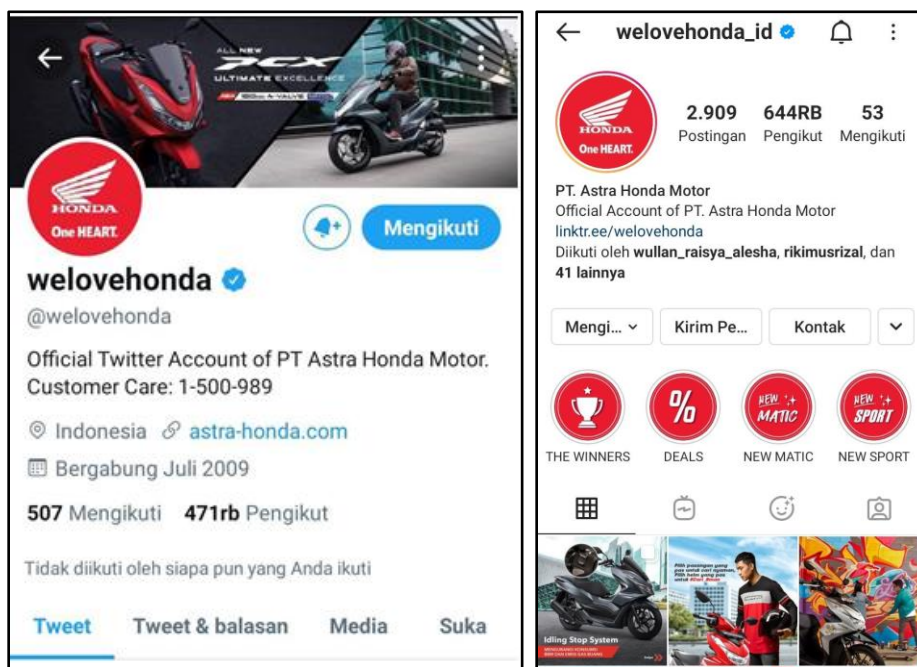 ALL NEW
PCX
ULTIMATE EXCELLENCE
HONDA
One HEART.
Mengikuti
welovehonda
@welovehonda
Official Twitter Account of PT Astra Honda Motor.
Customer Care: 1-500-989
Indonesia astra-honda.com
Bergabung Juli 2009
507 Mengikuti 471rb Pengikut
Tidak diikuti oleh siapa pun yang Anda ikuti
Tweet Tweet & balasan Media Suka
welovehonda_id
HONDA
One HEART.
2.909 644RB 53
Postingan Pengikut Mengikuti
PT. Astra Honda Motor
Official Account of PT. Astra Honda Motor
linktr.ee/welovehonda
Diikuti oleh wullan_raisya_alesha, rikimusrizal, dan
41 lainnya
Mengi... Kirim Pe... Kontak
%
NEW
MATIC
NEW
SPORT
THE WINNERS DEALS NEW MATIC NEW SPORT
Idling Stop System